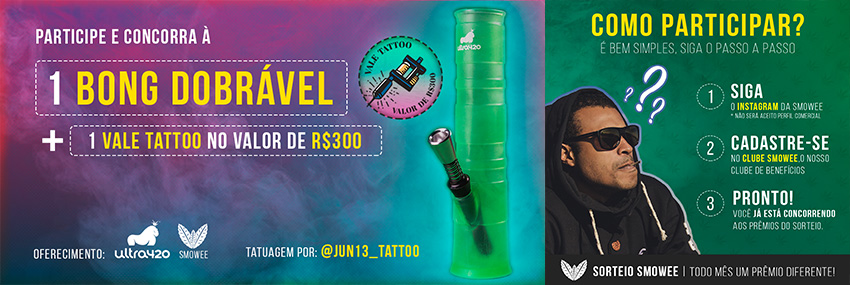 PARTICIPE E CONCORRA À
1 BONG DOBRÁVEL
+ 1 VALE TATTOO NO VALOR DE R$300
OFERECIMENTO: ultra420 SMOWEE
TATUAGEM POR: @JUN13_TATTOO
VALE TATTOO
VALOR DE R$300
ultra420
COMO PARTICIPAR?
É BEM SIMPLES, SIGA O PASSO A PASSO
???
1 SIGA
O INSTAGRAM DA SMOWEE
* NÃO SERÁ ACEITO PERFIL COMERCIAL
2 CADASTRE-SE
NO CLUBE SMOWEE,O NOSSO
CLUBE DE BENEFÍCIOS
3 PRONTO!
VOCÊ JÁ ESTÁ CONCORRENDO
AOS PRÊMIOS DO SORTEIO.
SORTEIO SMOWEE | TODO MÊS UM PRÊMIO DIFERENTE!